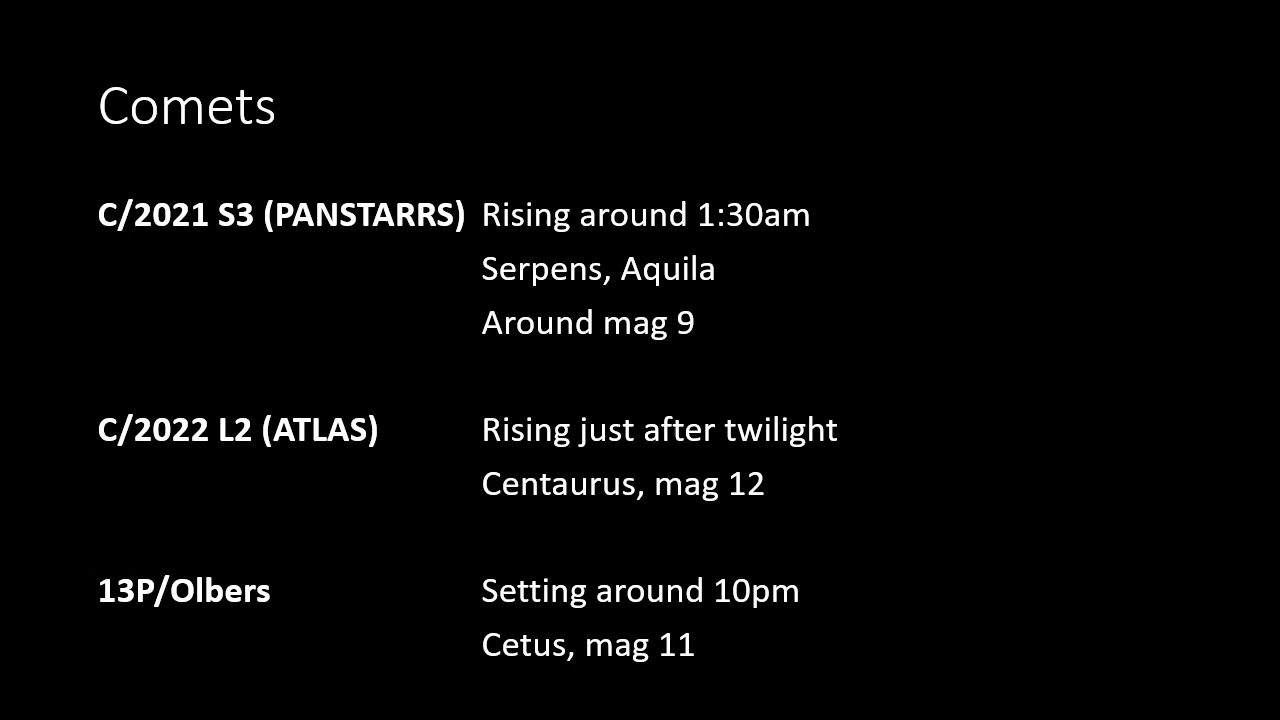 Comets
C/2021 S3 (PANSTARRS) Rising around 1:30am
Serpens, Aquila
Around mag 9
C/2022 L2 (ATLAS) Rising just after twilight
Centaurus, mag 12
13P/Olbers Setting around 10pm
Cetus, mag 11